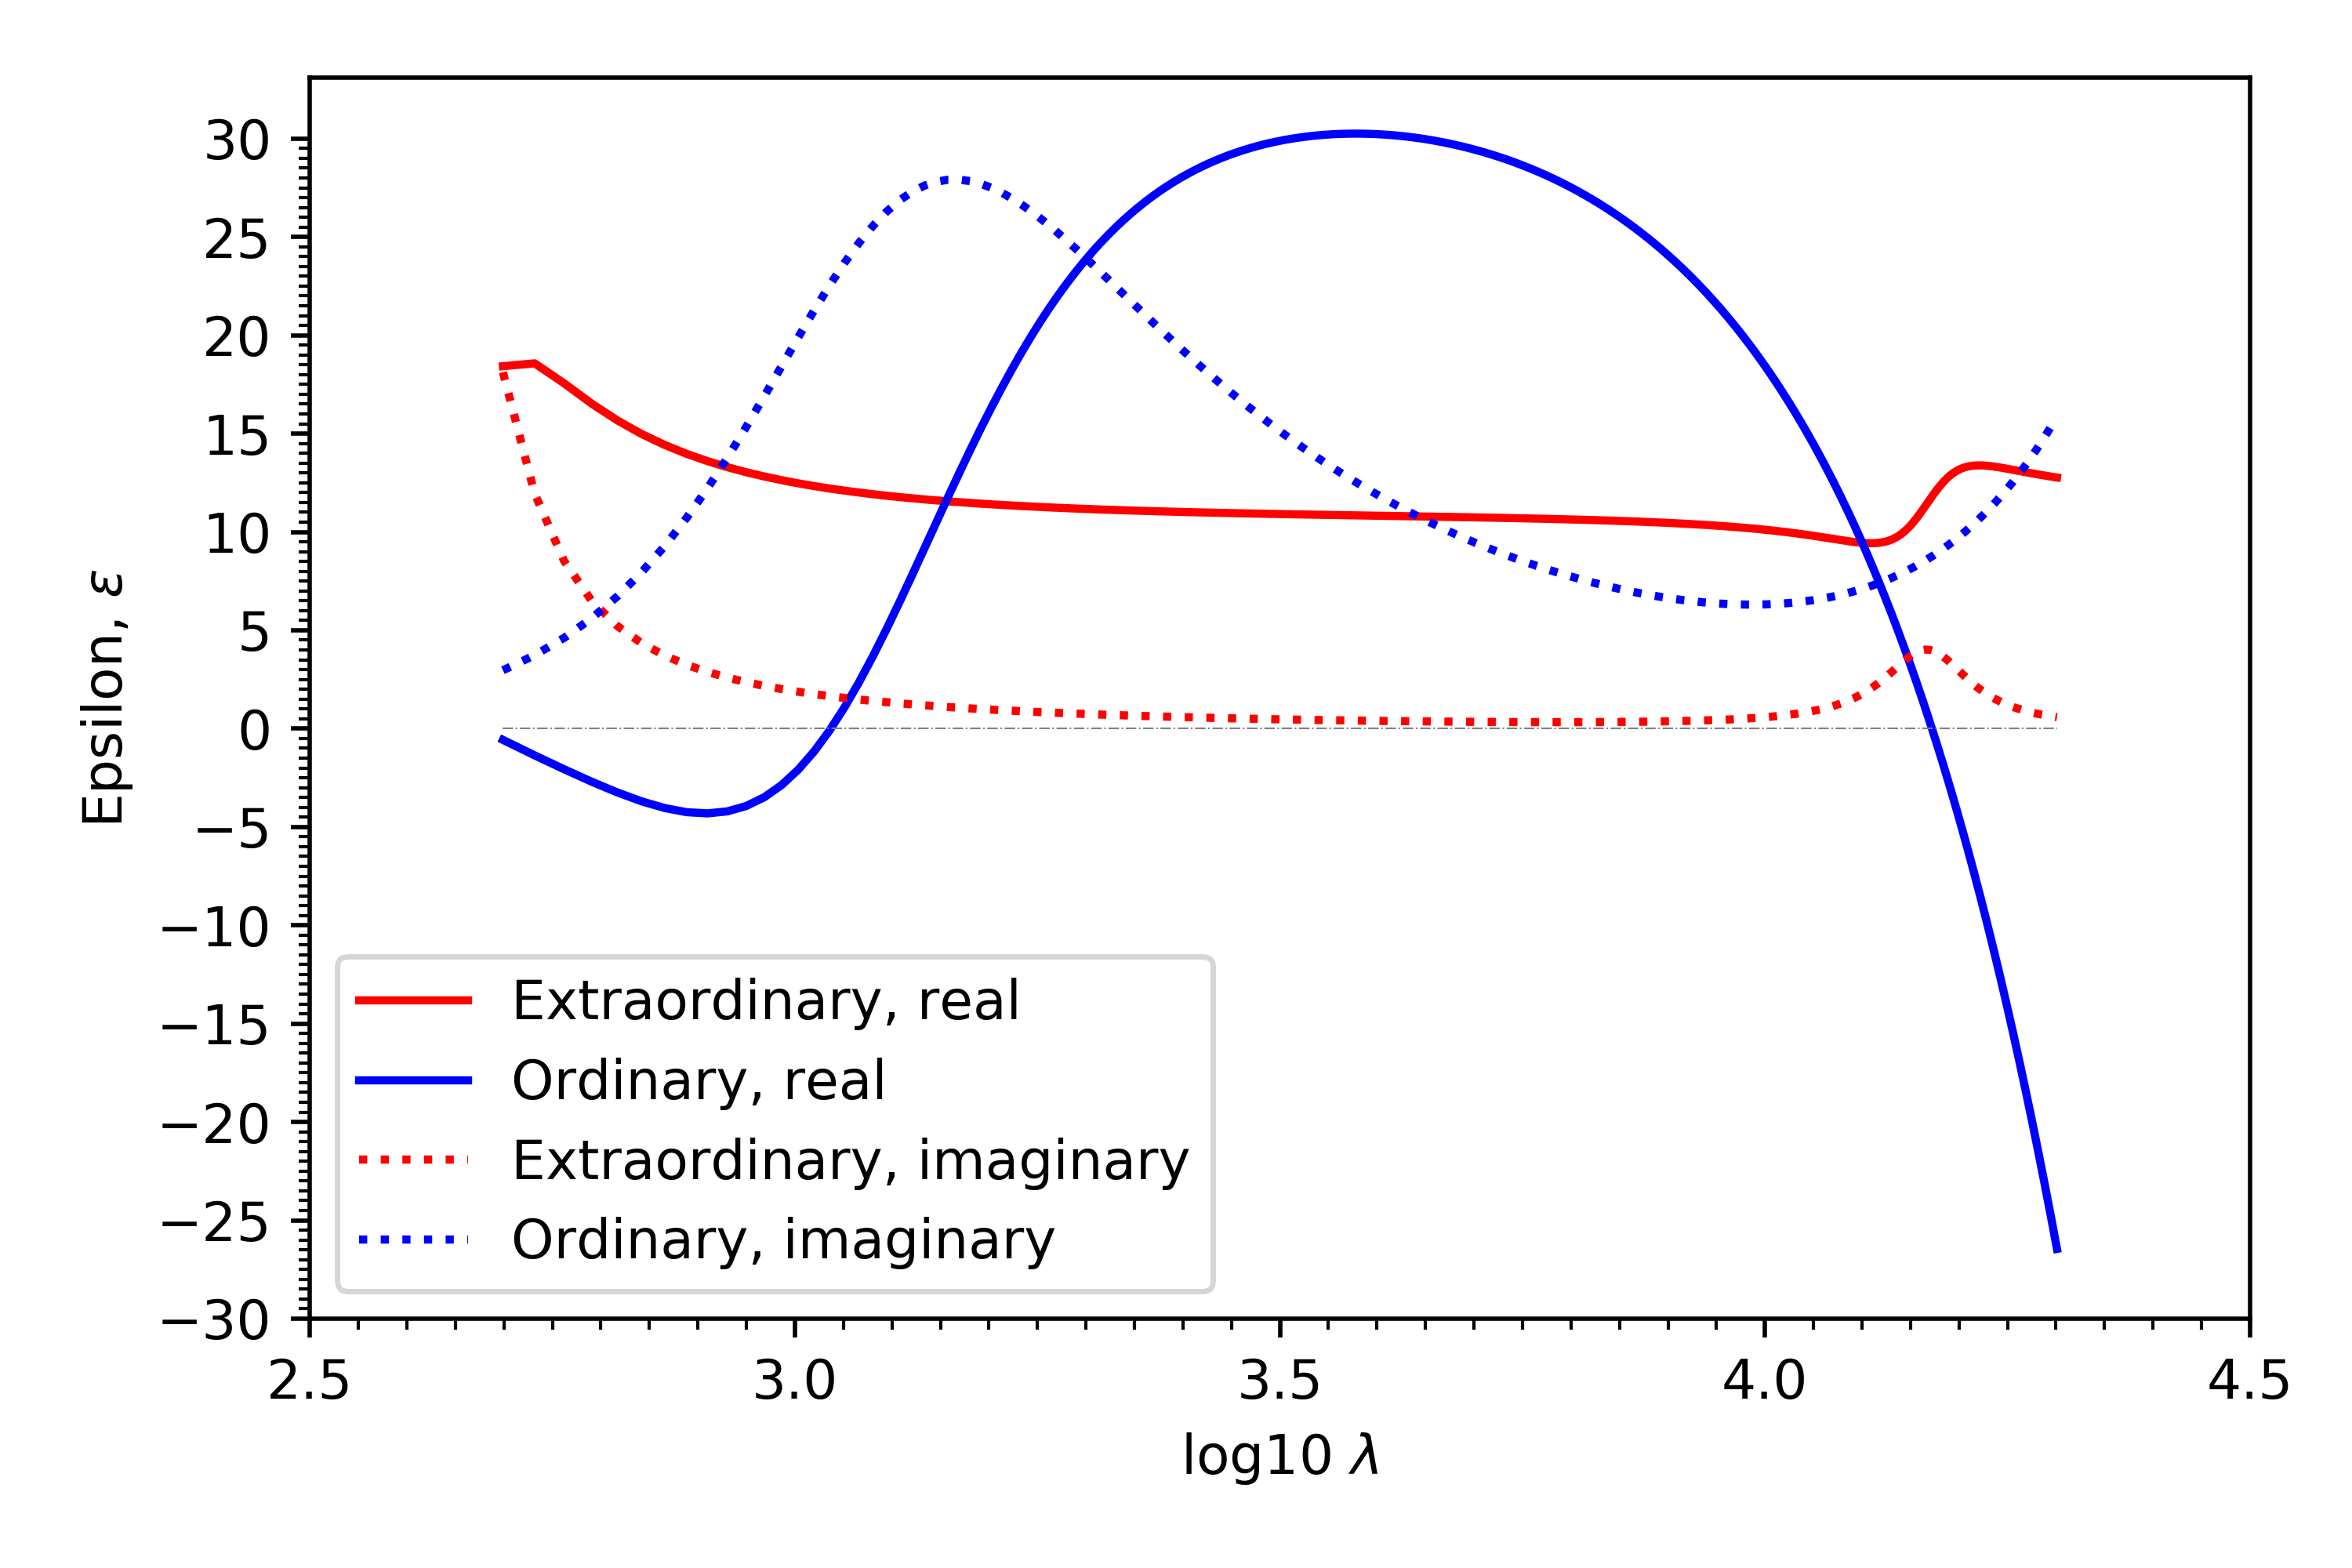 Epsilon, ε
30
25
20
15
10
5
0
−5
−10
−15
−20
−25
−30
Extraordinary, real
Ordinary, real
Extraordinary, imaginary
Ordinary, imaginary
2.5 3.0 3.5 4.0 4.5
log10 λ